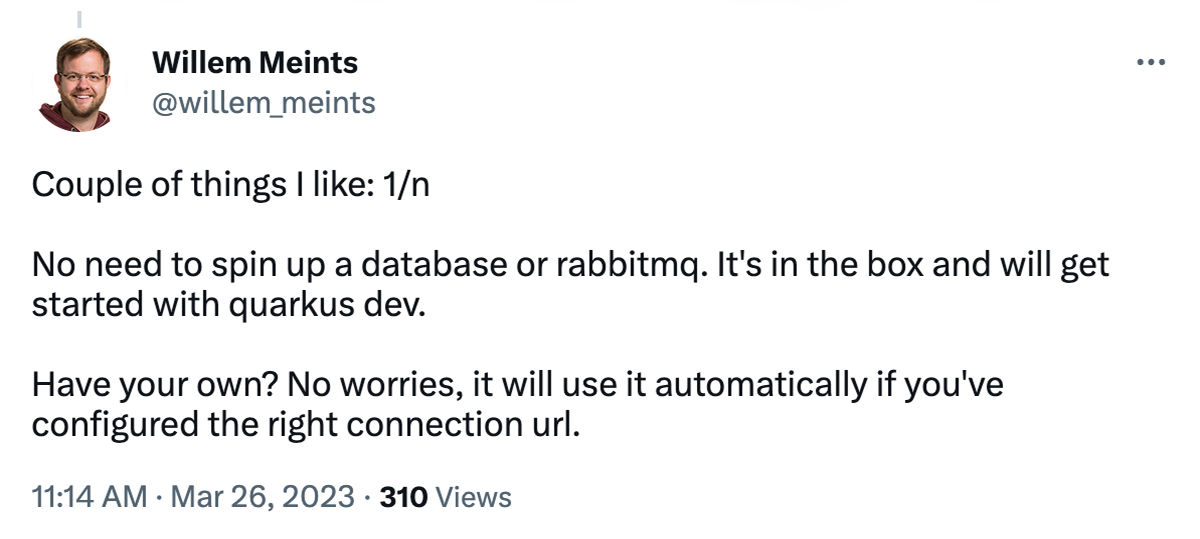 Willem Meints
@willem_meints
Couple of things I like: 1/n
No need to spin up a database or rabbitmq. It's in the box and will get
started with quarkus dev.
Have your own? No worries, it will use it automatically if you've
configured the right connection url.
11:14 AM · Mar 26, 2023 · 310 Views